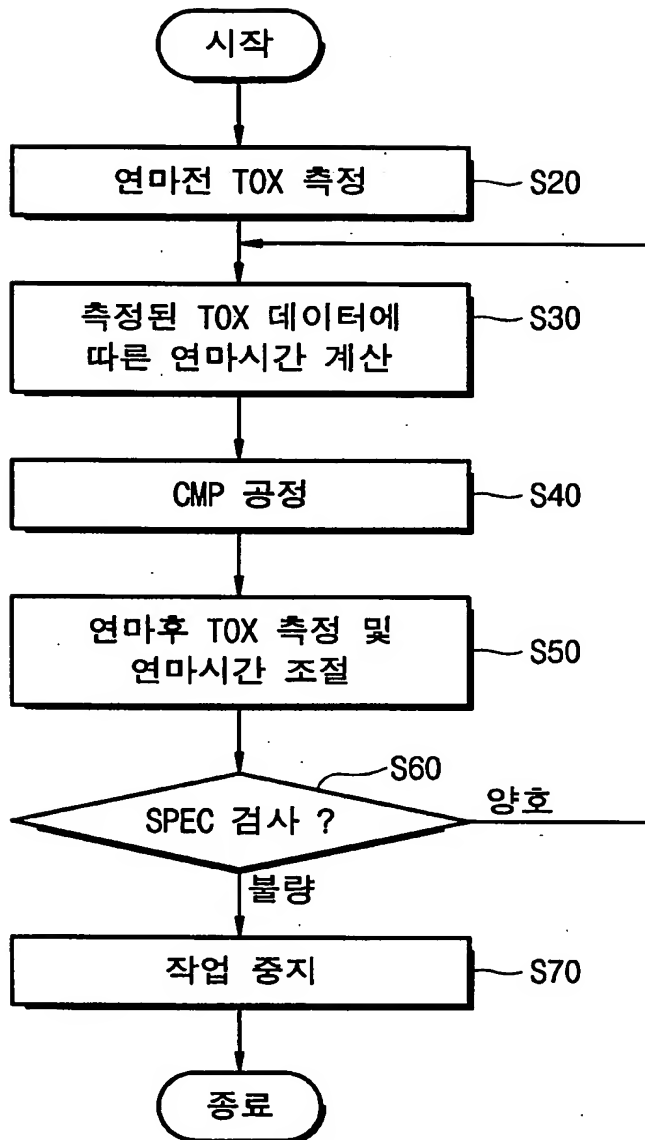 시작
연마전 TOX 측정
S20
측정된 TOX 데이터에
따른 연마시간 계산
S30
CMP 공정
S40
연마후 TOX 측정 및
연마시간 조절
S50
S60
SPEC 검사 ?
양호
불량
작업 중지
S70
종료